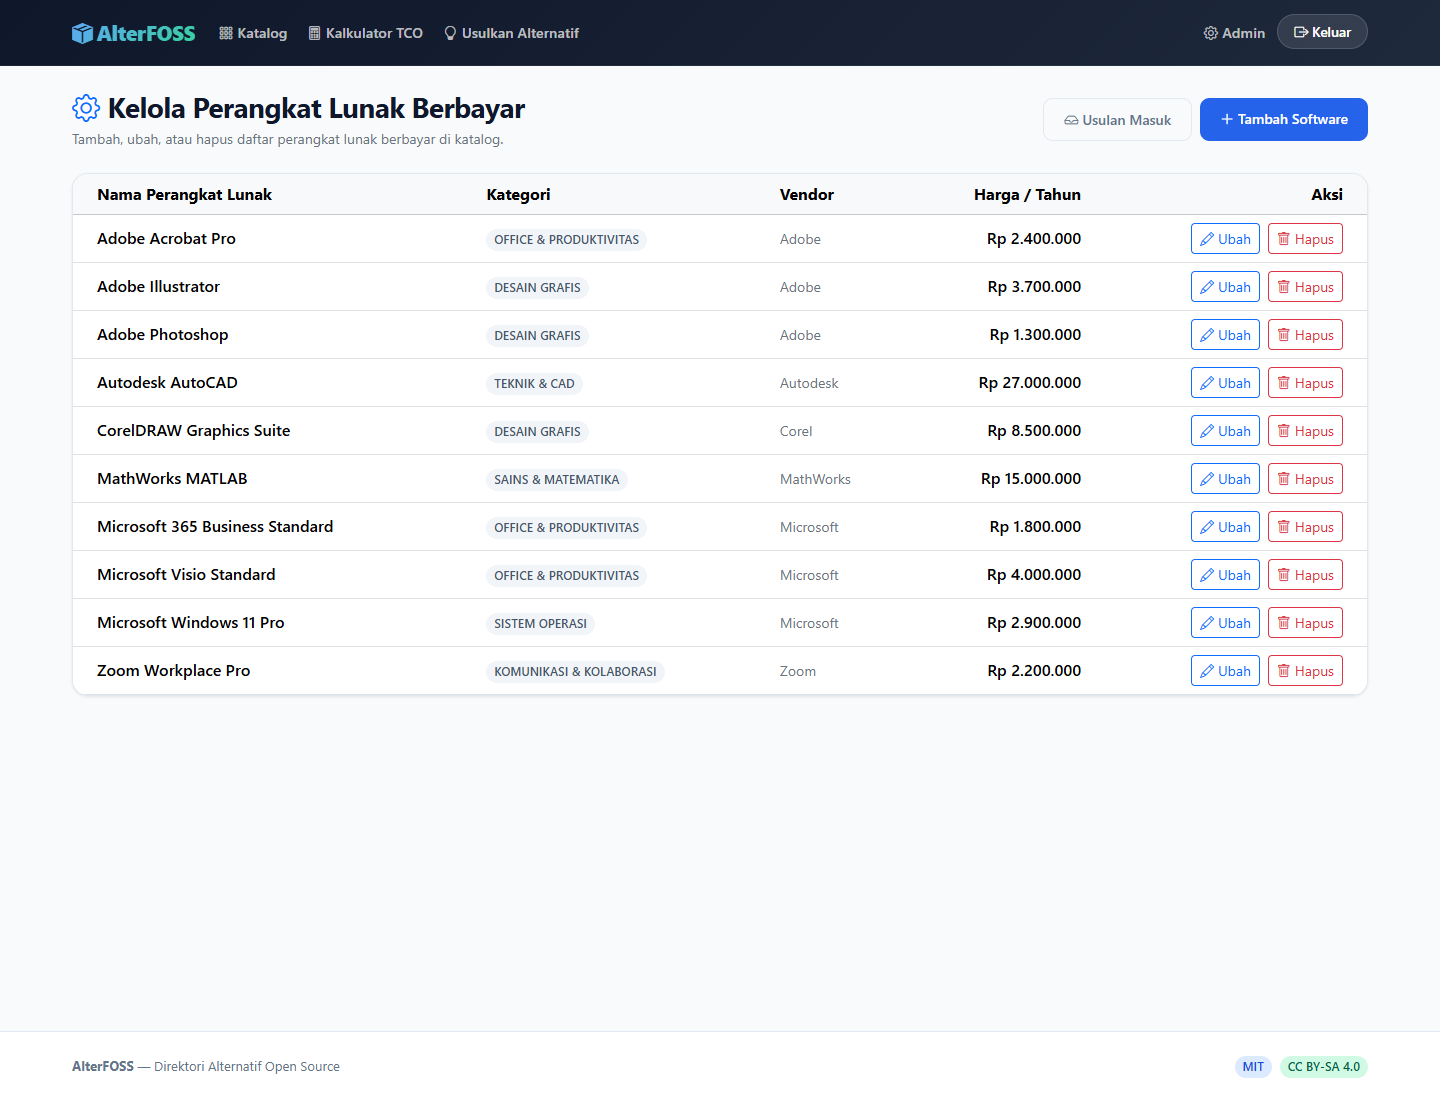 AlterFOSS Katalog Kalkulator TCO Usulkan Alternatif Admin Keluar
Kelola Perangkat Lunak Berbayar
Tambah, ubah, atau hapus daftar perangkat lunak berbayar di katalog.
Usulan Masuk Tambah Software
Nama Perangkat Lunak Kategori Vendor Harga / Tahun Aksi
Adobe Acrobat Pro OFFICE & PRODUKTIVITAS Adobe Rp 2.400.000 Ubah Hapus
Adobe Illustrator DESAIN GRAFIS Adobe Rp 3.700.000 Ubah Hapus
Adobe Photoshop DESAIN GRAFIS Adobe Rp 1.300.000 Ubah Hapus
Autodesk AutoCAD TEKNIK & CAD Autodesk Rp 27.000.000 Ubah Hapus
CorelDRAW Graphics Suite DESAIN GRAFIS Corel Rp 8.500.000 Ubah Hapus
MathWorks MATLAB SAINS & MATEMATIKA MathWorks Rp 15.000.000 Ubah Hapus
Microsoft 365 Business Standard OFFICE & PRODUKTIVITAS Microsoft Rp 1.800.000 Ubah Hapus
Microsoft Visio Standard OFFICE & PRODUKTIVITAS Microsoft Rp 4.000.000 Ubah Hapus
Microsoft Windows 11 Pro SISTEM OPERASI Microsoft Rp 2.900.000 Ubah Hapus
Zoom Workplace Pro KOMUNIKASI & KOLABORASI Zoom Rp 2.200.000 Ubah Hapus
AlterFOSS — Direktori Alternatif Open Source MIT CC BY-SA 4.0